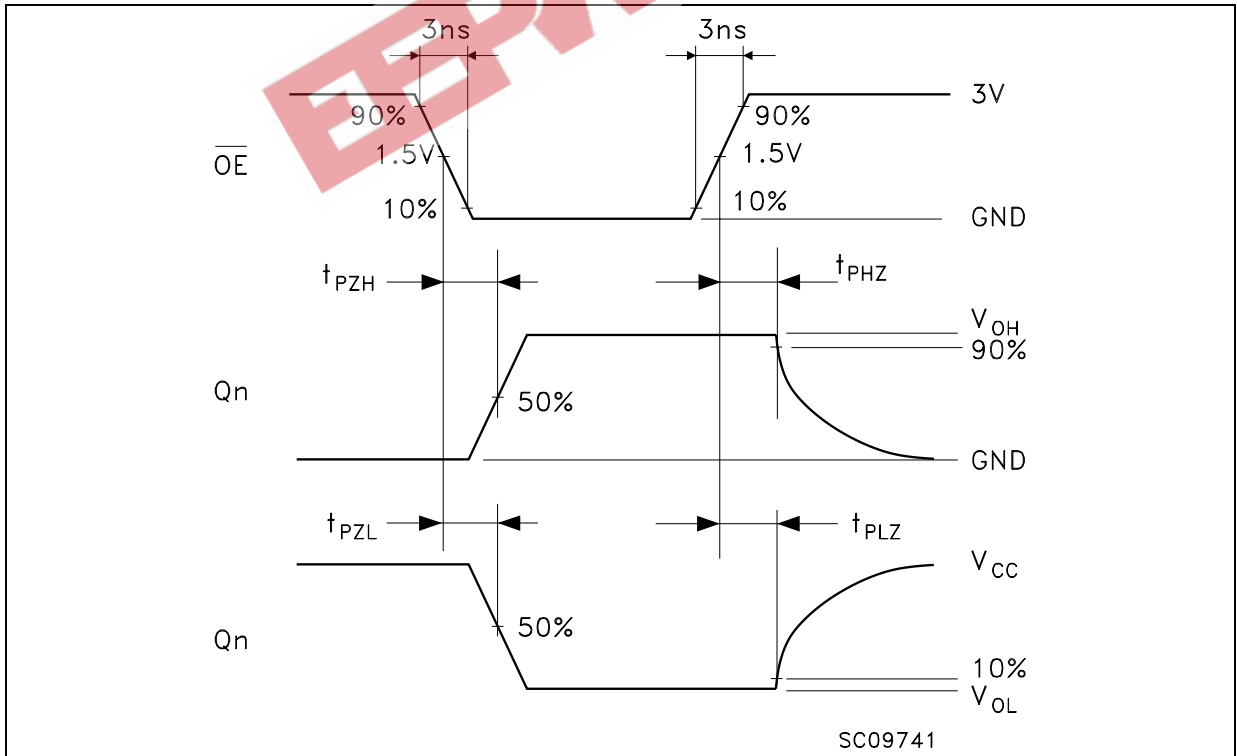 3ns 3ns
90% 90% 3V
1.5V 1.5V
OE
10% 10%
GND
tPZH tPHZ
VOH
90%
Qn 50%
GND
tPZL tPLZ
VCC
Qn 50%
10%
VOL
SC09741